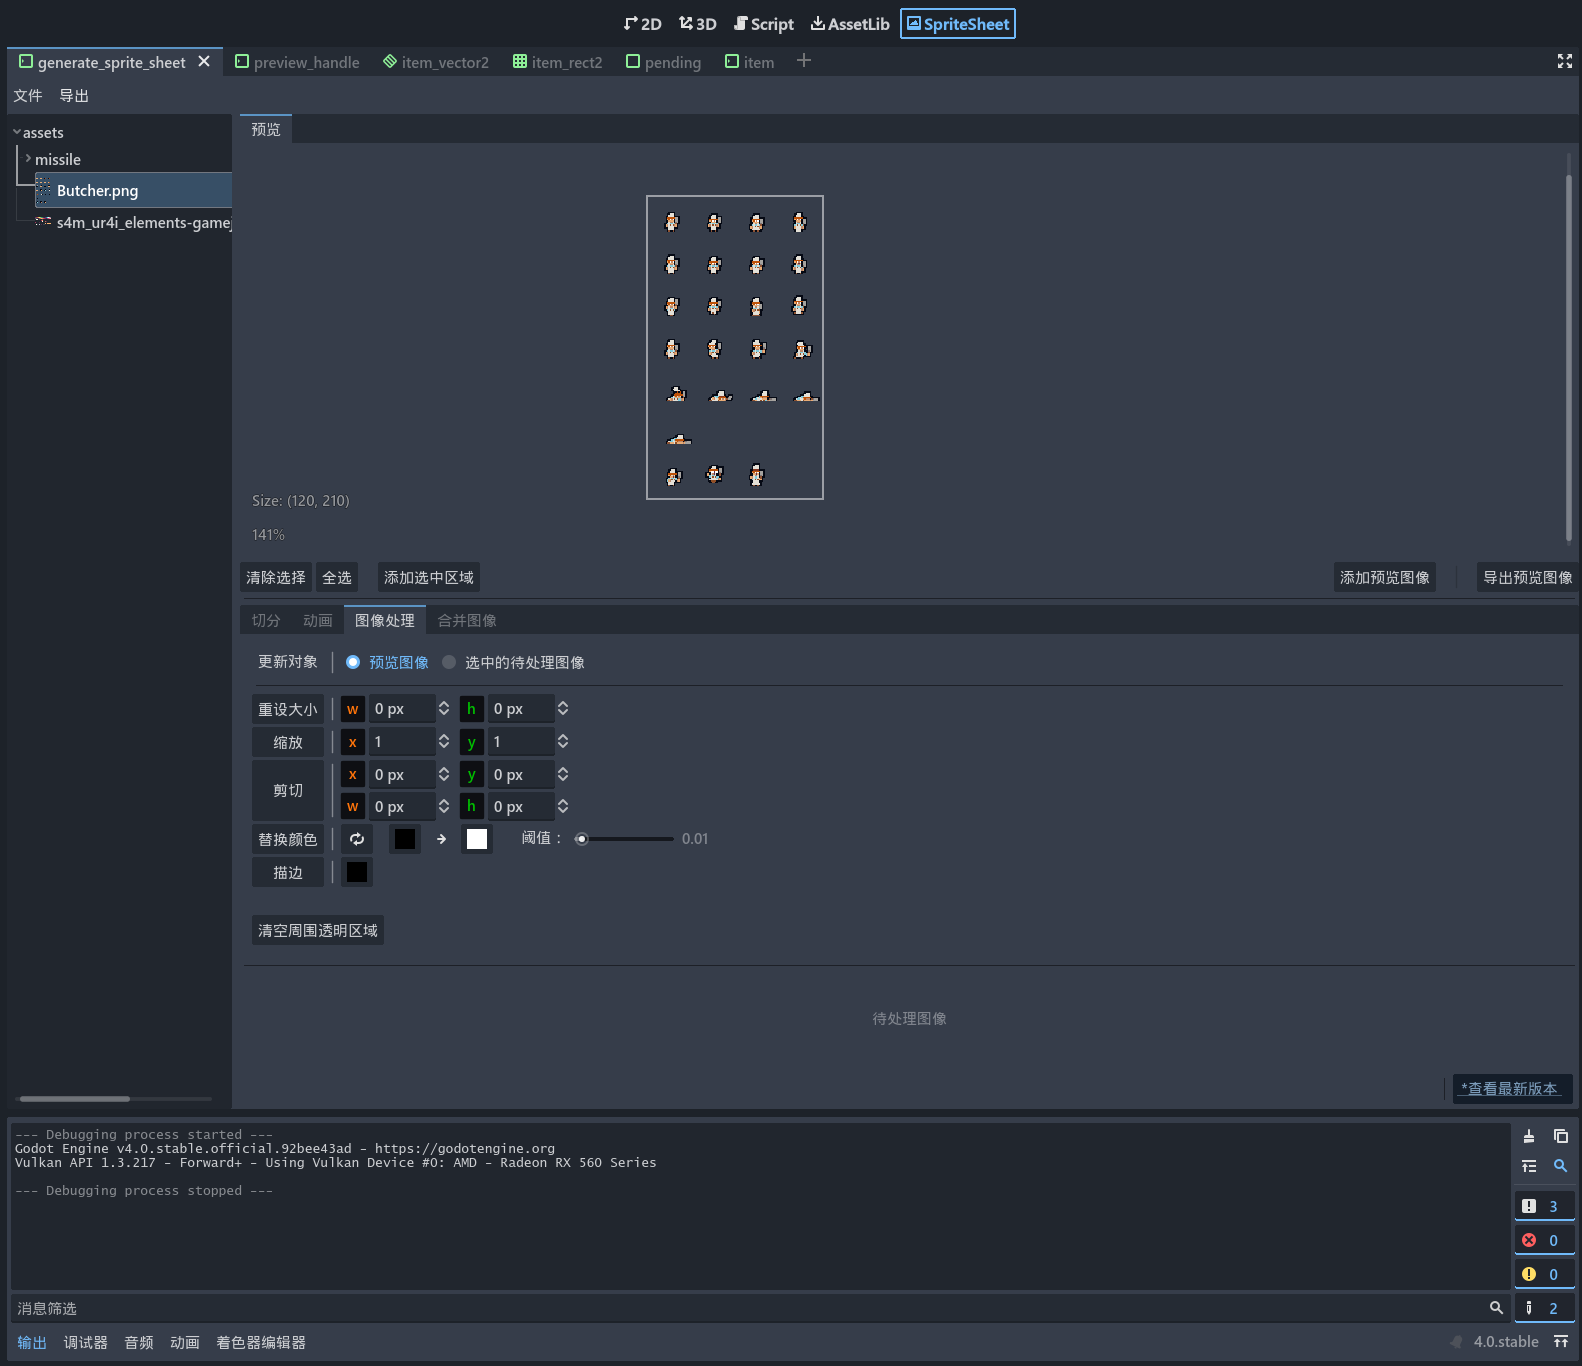 2D 3D Script AssetLib SpriteSheet
generate_sprite_sheet preview_handle item_vector2 item_rect2 pending item
文件 导出
assets
missile
Butcher.png
s4m_ur4i_elements-gamej
预览
Size: (120, 210)
141%
清除选择 全选 添加选中区域 添加预览图像 导出预览图像
切分 动画 图像处理 合并图像
更新对象 预览图像 选中的待处理图像
重设大小 w 0 px h 0 px
缩放 x 1 y 1
剪切 x 0 px y 0 px
w 0 px h 0 px
替换颜色 阈值： 0.01
描边
清空周围透明区域
待处理图像
*查看最新版本
--- Debugging process started ---
Godot Engine v4.0.stable.official.92bee43ad - https://godotengine.org
Vulkan API 1.3.217 - Forward+ - Using Vulkan Device #0: AMD - Radeon RX 560 Series
--- Debugging process stopped ---
3
0
0
2
消息筛选
输出 调试器 音频 动画 着色器编辑器 4.0.stable